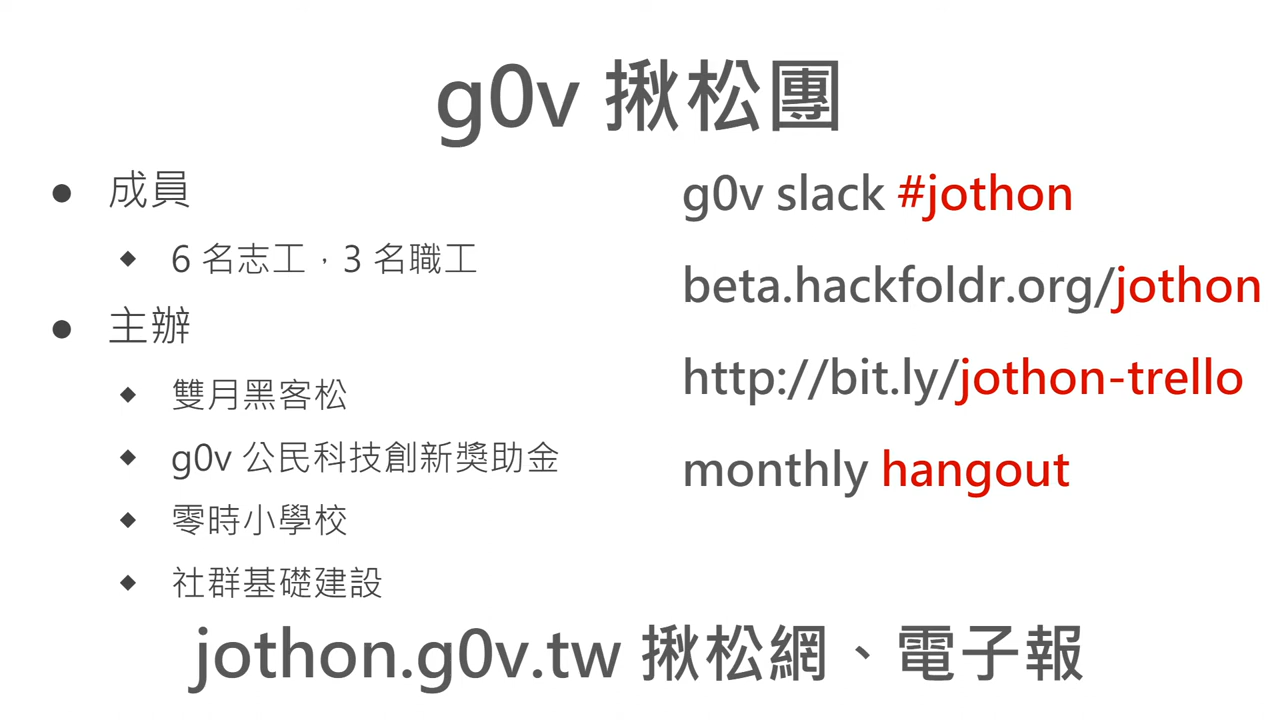 g0v 揪松團
● 成員
◆ 6 名志工，3 名職工
● 主辦
◆ 雙月黑客松
◆ g0v 公民科技創新獎助金
◆ 零時小學校
◆ 社群基礎建設
g0v slack #jothon
beta.hackfoldr.org/jothon
http://bit.ly/jothon-trello
monthly hangout
jothon.g0v.tw 揪松網、電子報